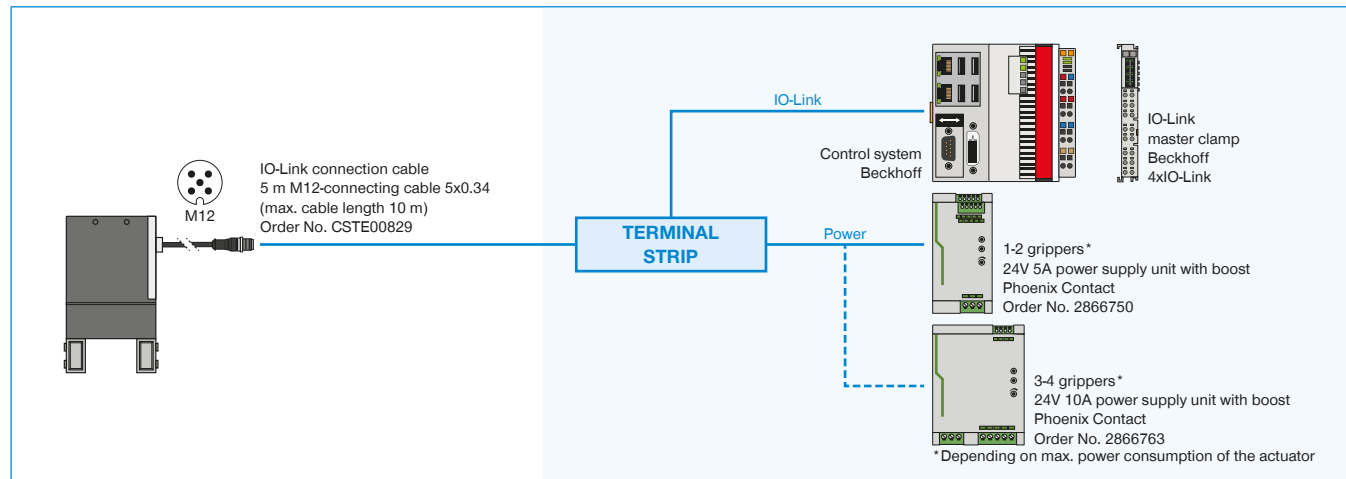 IO-Link connection cable
5 m M12-connecting cable 5x0.34
(max. cable length 10 m)
Order No. CSTE00829
M12
TERMINAL
STRIP
IO-Link
Power
Control system
Beckhoff
IO-Link
master clamp
Beckhoff
4xIO-Link
1-2 grippers*
24V 5A power supply unit with boost
Phoenix Contact
Order No. 2866750
3-4 grippers*
24V 10A power supply unit with boost
Phoenix Contact
Order No. 2866763
*Depending on max. power consumption of the actuator